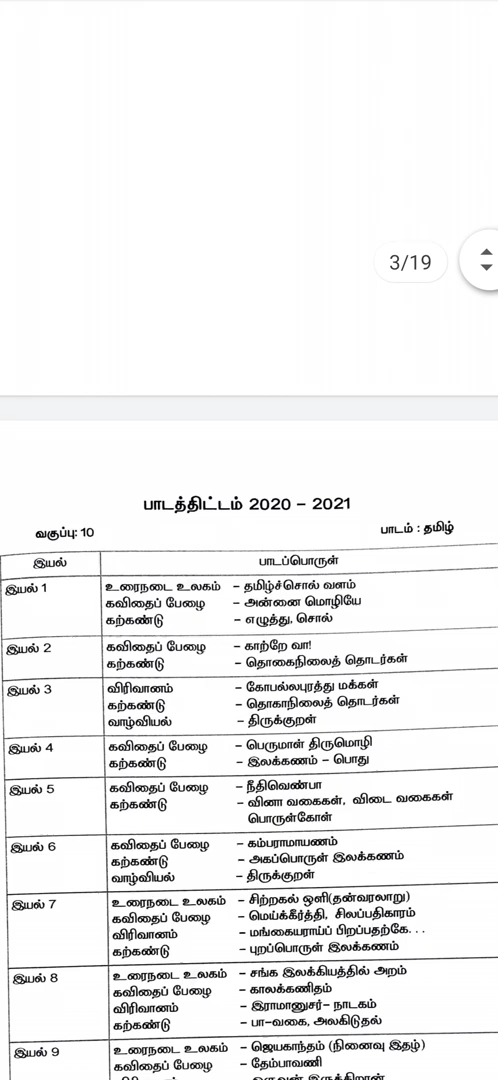 3/19
பாடத்திட்டம் 2020 – 2021
வகுப்பு: 10 பாடம் : தமிழ்
இயல் பாடப்பொருள்
இயல் 1 உரைநடை உலகம் – தமிழ்ச்சொல் வளம்
கவிதைப் பேழை – அன்னை மொழியே
கற்கண்டு – எழுத்து, சொல்
இயல் 2 கவிதைப் பேழை – காற்றே வா!
கற்கண்டு – தொகைநிலைத் தொடர்கள்
இயல் 3 விரிவானம் – கோபல்லபுரத்து மக்கள்
கற்கண்டு – தொகாநிலைத் தொடர்கள்
வாழ்வியல் – திருக்குறள்
இயல் 4 கவிதைப் பேழை – பெருமாள் திருமொழி
கற்கண்டு – இலக்கணம் – பொது
இயல் 5 கவிதைப் பேழை – நீதிவெண்பா
கற்கண்டு – வினா வகைகள், விடை வகைகள்
பொருள்கோள்
இயல் 6 கவிதைப் பேழை – கம்பராமாயணம்
கற்கண்டு – அகப்பொருள் இலக்கணம்
வாழ்வியல் – திருக்குறள்
இயல் 7 உரைநடை உலகம் – சிற்றகல் ஒளி(தன்வரலாறு)
கவிதைப் பேழை – மெய்க்கீர்த்தி, சிலப்பதிகாரம்
விரிவானம் – மங்கையராய்ப் பிறப்பதற்கே...
கற்கண்டு – புறப்பொருள் இலக்கணம்
இயல் 8 உரைநடை உலகம் – சங்க இலக்கியத்தில் அறம்
கவிதைப் பேழை – காலக்கணிதம்
விரிவானம் – இராமானுசர்– நாடகம்
கற்கண்டு – பா–வகை, அலகிடுதல்
இயல் 9 உரைநடை உலகம் – ஜெயகாந்தம் (நினைவு இதழ்)
கவிதைப் பேழை – தேம்பாவணி